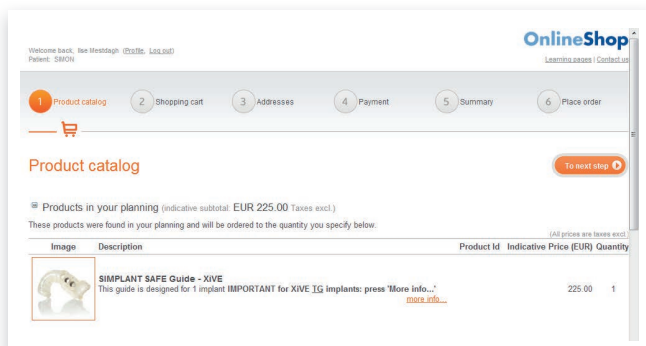 OnlineShop
Welcome back, Ilse Mestdagh (Profile, Log out)
Patient: SIMON
Learning pages | Contact us
1 Product catalog
2 Shopping cart
3 Addresses
4 Payment
5 Summary
6 Place order
Product catalog
To next step
Products in your planning (indicative subtotal: EUR 225.00 Taxes excl.)
These products were found in your planning and will be ordered to the quantity you specify below.
(All prices are taxes excl.)
Image Description Product Id Indicative Price (EUR) Quantity
SIMPLANT SAFE Guide - XiVE
This guide is designed for 1 implant IMPORTANT for XiVE TG implants: press 'More info...' 225.00 1
more info...